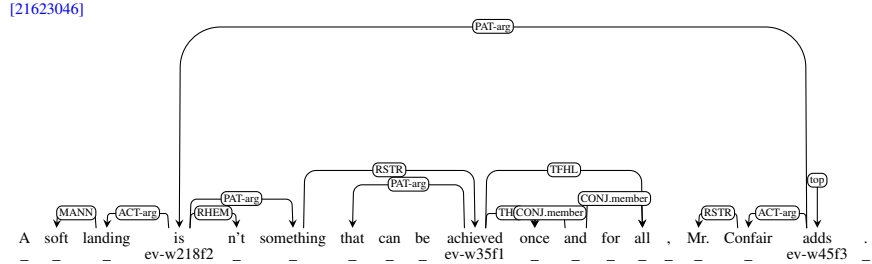 [21623046]
PAT-arg
top
RSTR
TFHL
PAT-arg
PAT-arg
CONJ.member
MANN
ACT-arg
RHEM
TH
CONJ.member
RSTR
ACT-arg
A soft landing is n't something that can be achieved once and for all , Mr. Confair adds .
_ _ _ ev-w218f2 _ _ _ _ _ ev-w35f1 _ _ _ _ _ _ _ ev-w45f3 _